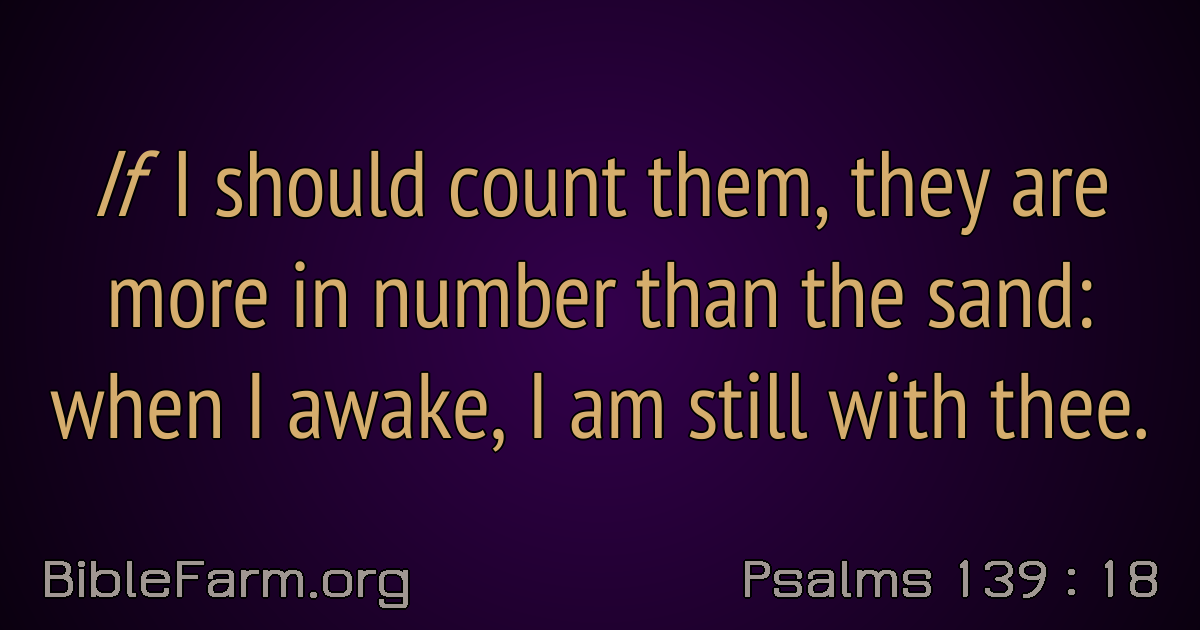 If I should count them, they are
more in number than the sand:
when I awake, I am still with thee.
BibleFarm.org
Psalms 139 : 18